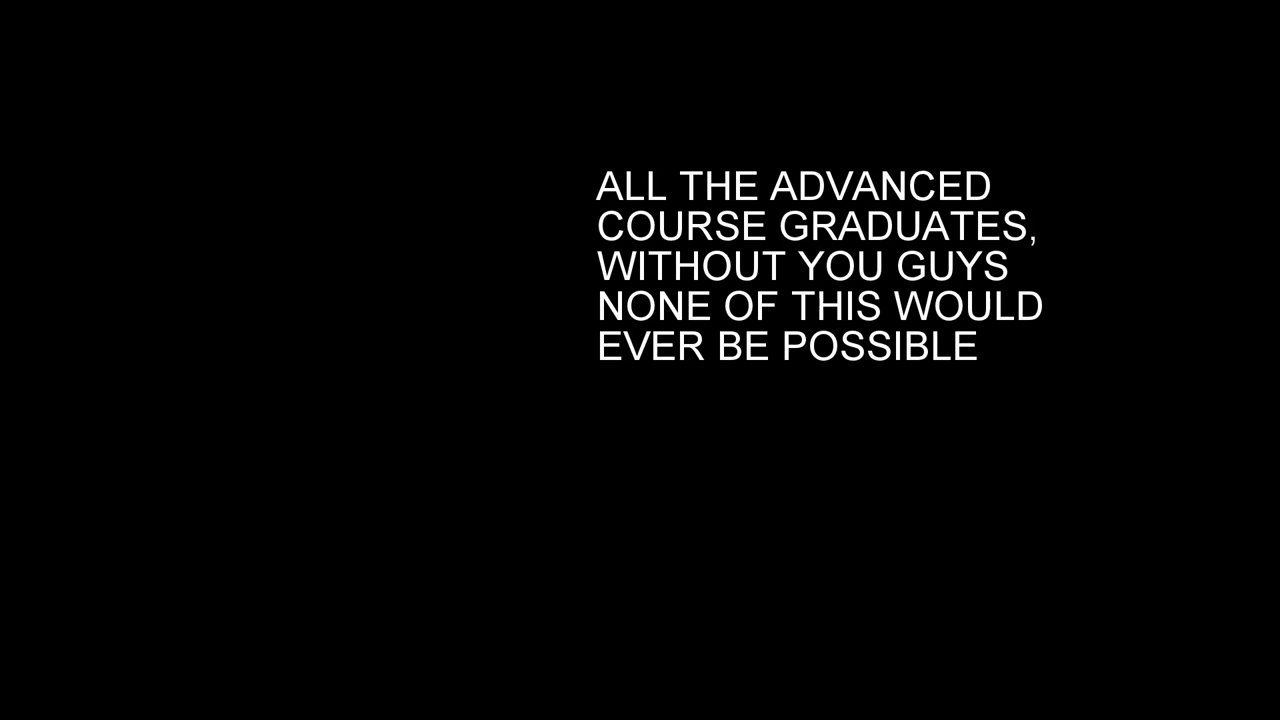 ALL THE ADVANCED
COURSE GRADUATES,
WITHOUT YOU GUYS
NONE OF THIS WOULD
EVER BE POSSIBLE